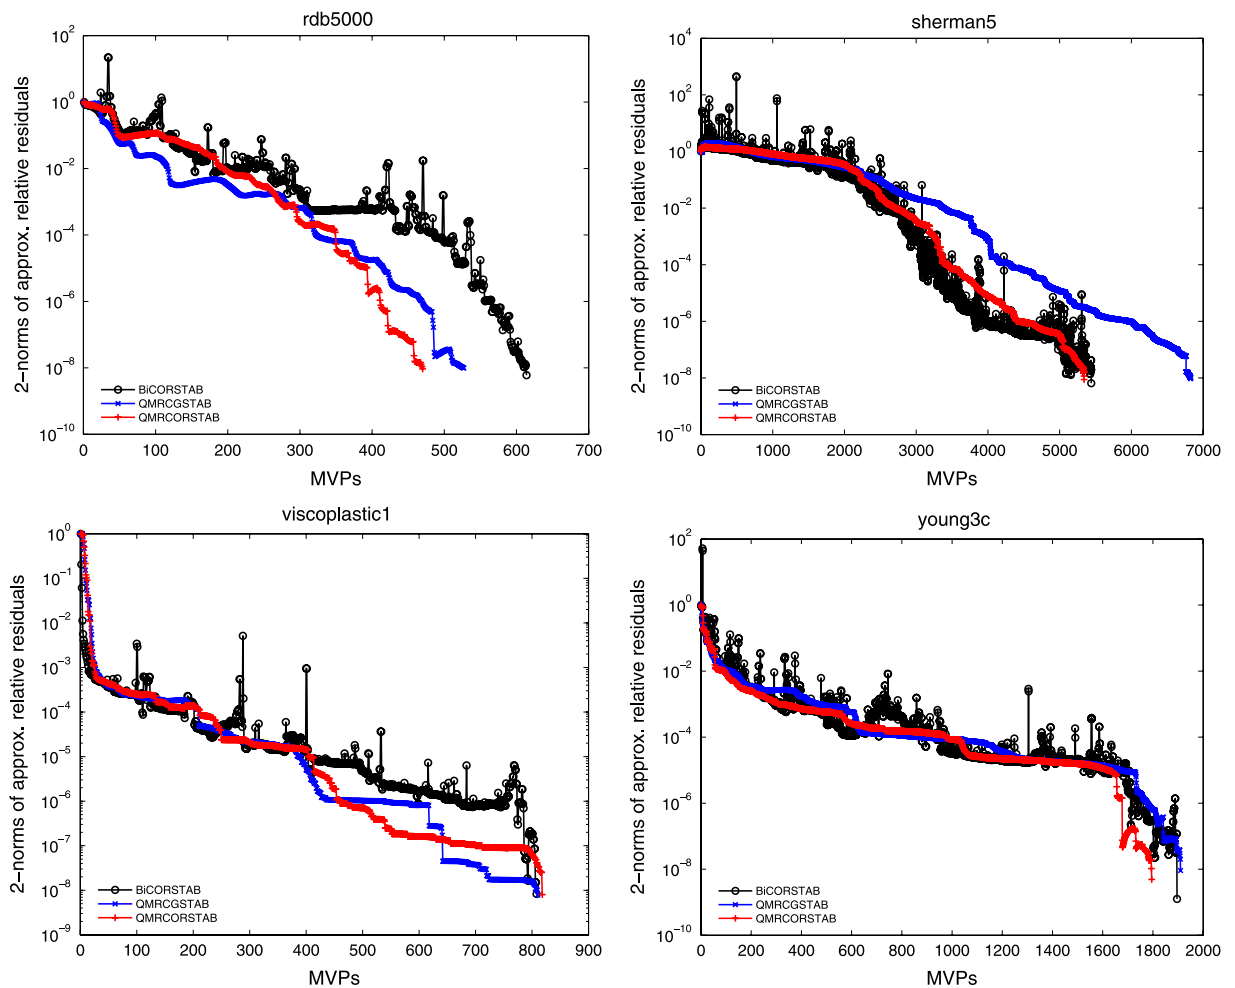 rdb5000
10^2
10^0
10^-2
10^-4
10^-6
10^-8
10^-10
2-norms of approx. relative residuals
BiCORSTAB
QMRCGSTAB
QMRCORSTAB
0 100 200 300 400 500 600 700
MVPs
sherman5
10^4
10^2
10^0
10^-2
10^-4
10^-6
10^-8
10^-10
2-norms of approx. relative residuals
BiCORSTAB
QMRCGSTAB
QMRCORSTAB
0 1000 2000 3000 4000 5000 6000 7000
MVPs
viscoplastic1
10^0
10^-1
10^-2
10^-3
10^-4
10^-5
10^-6
10^-7
10^-8
10^-9
2-norms of approx. relative residuals
BiCORSTAB
QMRCGSTAB
QMRCORSTAB
0 100 200 300 400 500 600 700 800 900
MVPs
young3c
10^2
10^0
10^-2
10^-4
10^-6
10^-8
10^-10
2-norms of approx. relative residuals
BiCORSTAB
QMRCGSTAB
QMRCORSTAB
0 200 400 600 800 1000 1200 1400 1600 1800 2000
MVPs